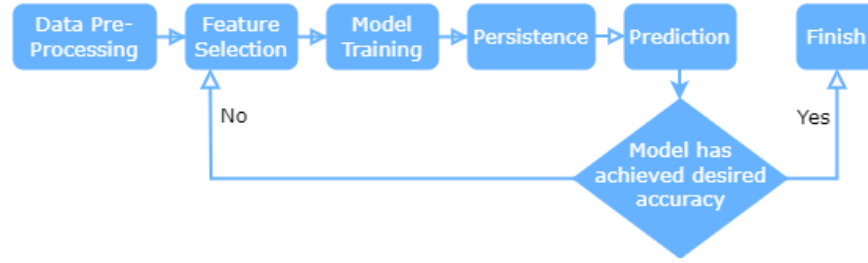 Data Pre-
Processing
Feature
Selection
Model
Training
Persistence
Prediction
Finish
No
Yes
Model has
achieved desired
accuracy